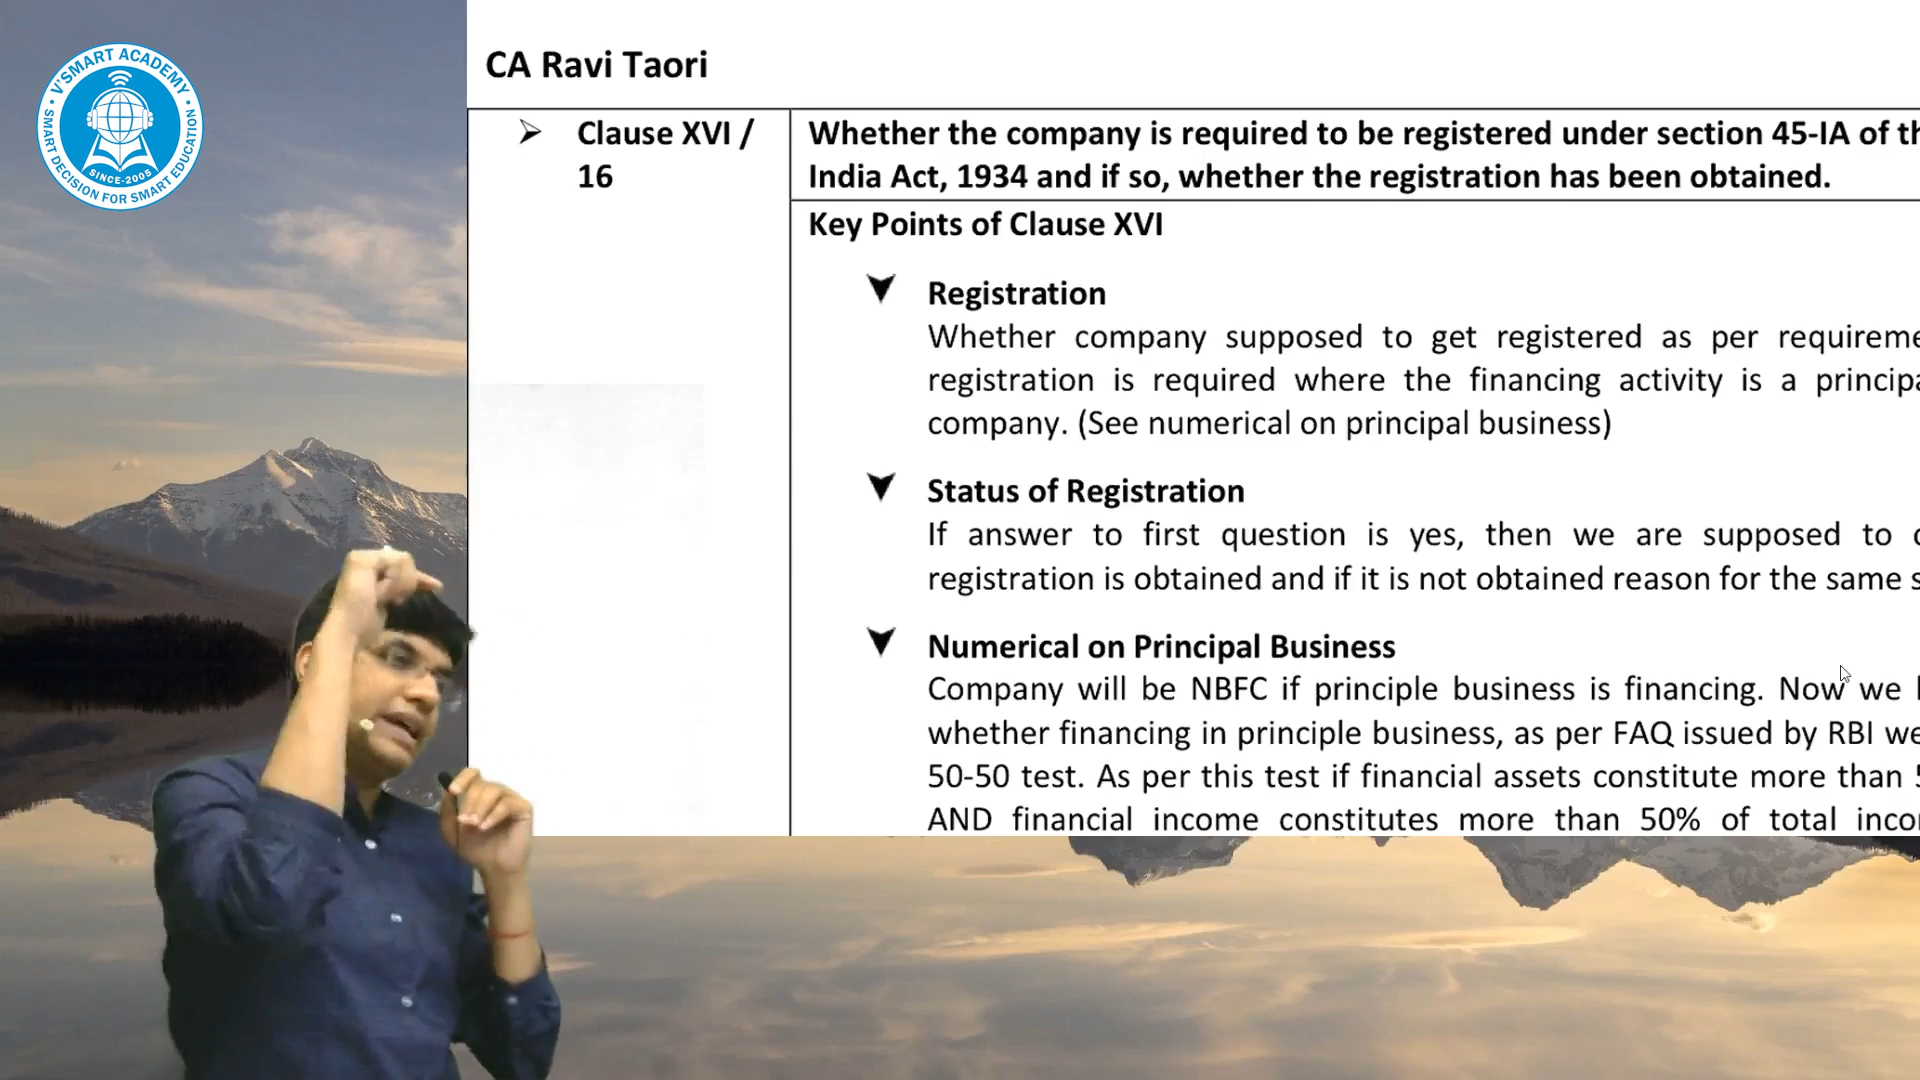 V'SMART ACADEMY
SMART DECISION FOR SMART EDUCATION
SINCE-2005
CA Ravi Taori
Clause XVI /
16
Whether the company is required to be registered under section 45-IA of
India Act, 1934 and if so, whether the registration has been obtained.
Key Points of Clause XVI
Registration
Whether company supposed to get registered as per
registration is required where the financing activity is a
company. (See numerical on principal business)
Status of Registration
If answer to first question is yes, then we are supposed to
registration is obtained and if it is not obtained reason for the same
Numerical on Principal Business
Company will be NBFC if principle business is financing. Now we
whether financing in principle business, as per FAQ issued by RBI
50-50 test. As per this test if financial assets constitute more than
AND financial income constitutes more than 50% of total